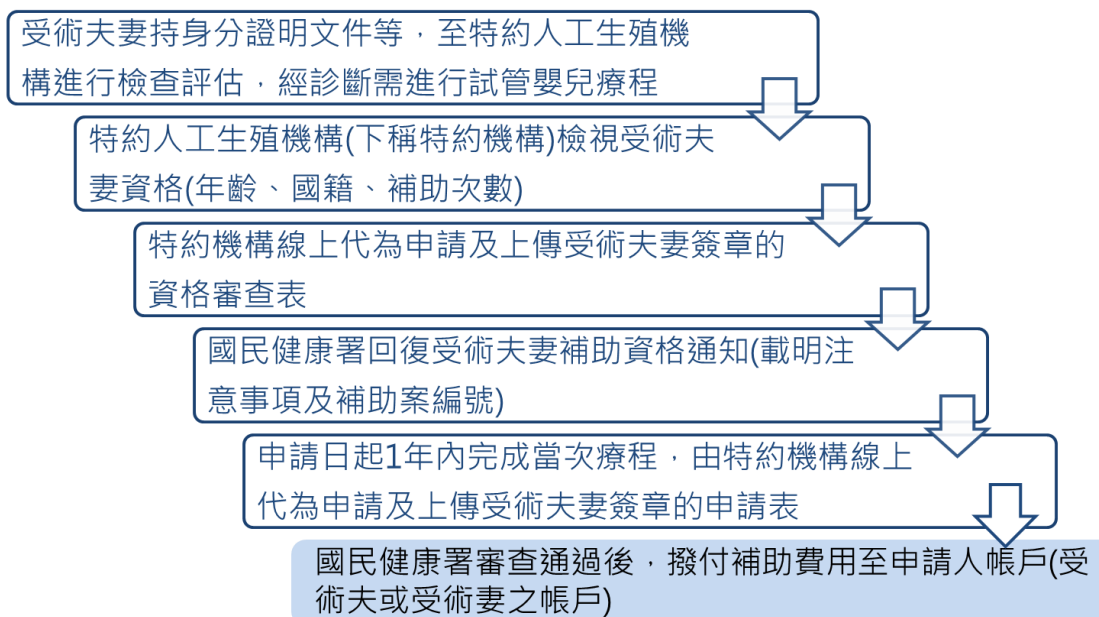 受術夫妻持身分證明文件等，至特約人工生殖機
構進行檢查評估，經診斷需進行試管嬰兒療程
特約人工生殖機構(下稱特約機構)檢視受術夫
妻資格(年齡、國籍、補助次數)
特約機構線上代為申請及上傳受術夫妻簽章的
資格審查表
國民健康署回復受術夫妻補助資格通知(載明注
意事項及補助案編號)
申請日起1年內完成當次療程，由特約機構線上
代為申請及上傳受術夫妻簽章的申請表
國民健康署審查通過後，撥付補助費用至申請人帳戶(受
術夫或受術妻之帳戶)